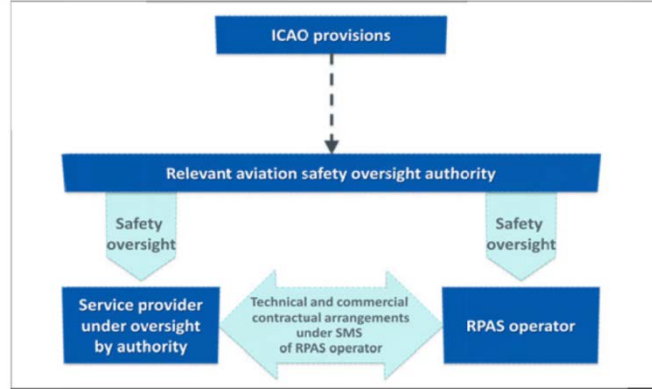 ICAO provisions
Relevant aviation safety oversight authority
Safety
oversight
Safety
oversight
Service provider
under oversight
by authority
Technical and commercial
contractual arrangements
under SMS
of RPAS operator
RPAS operator